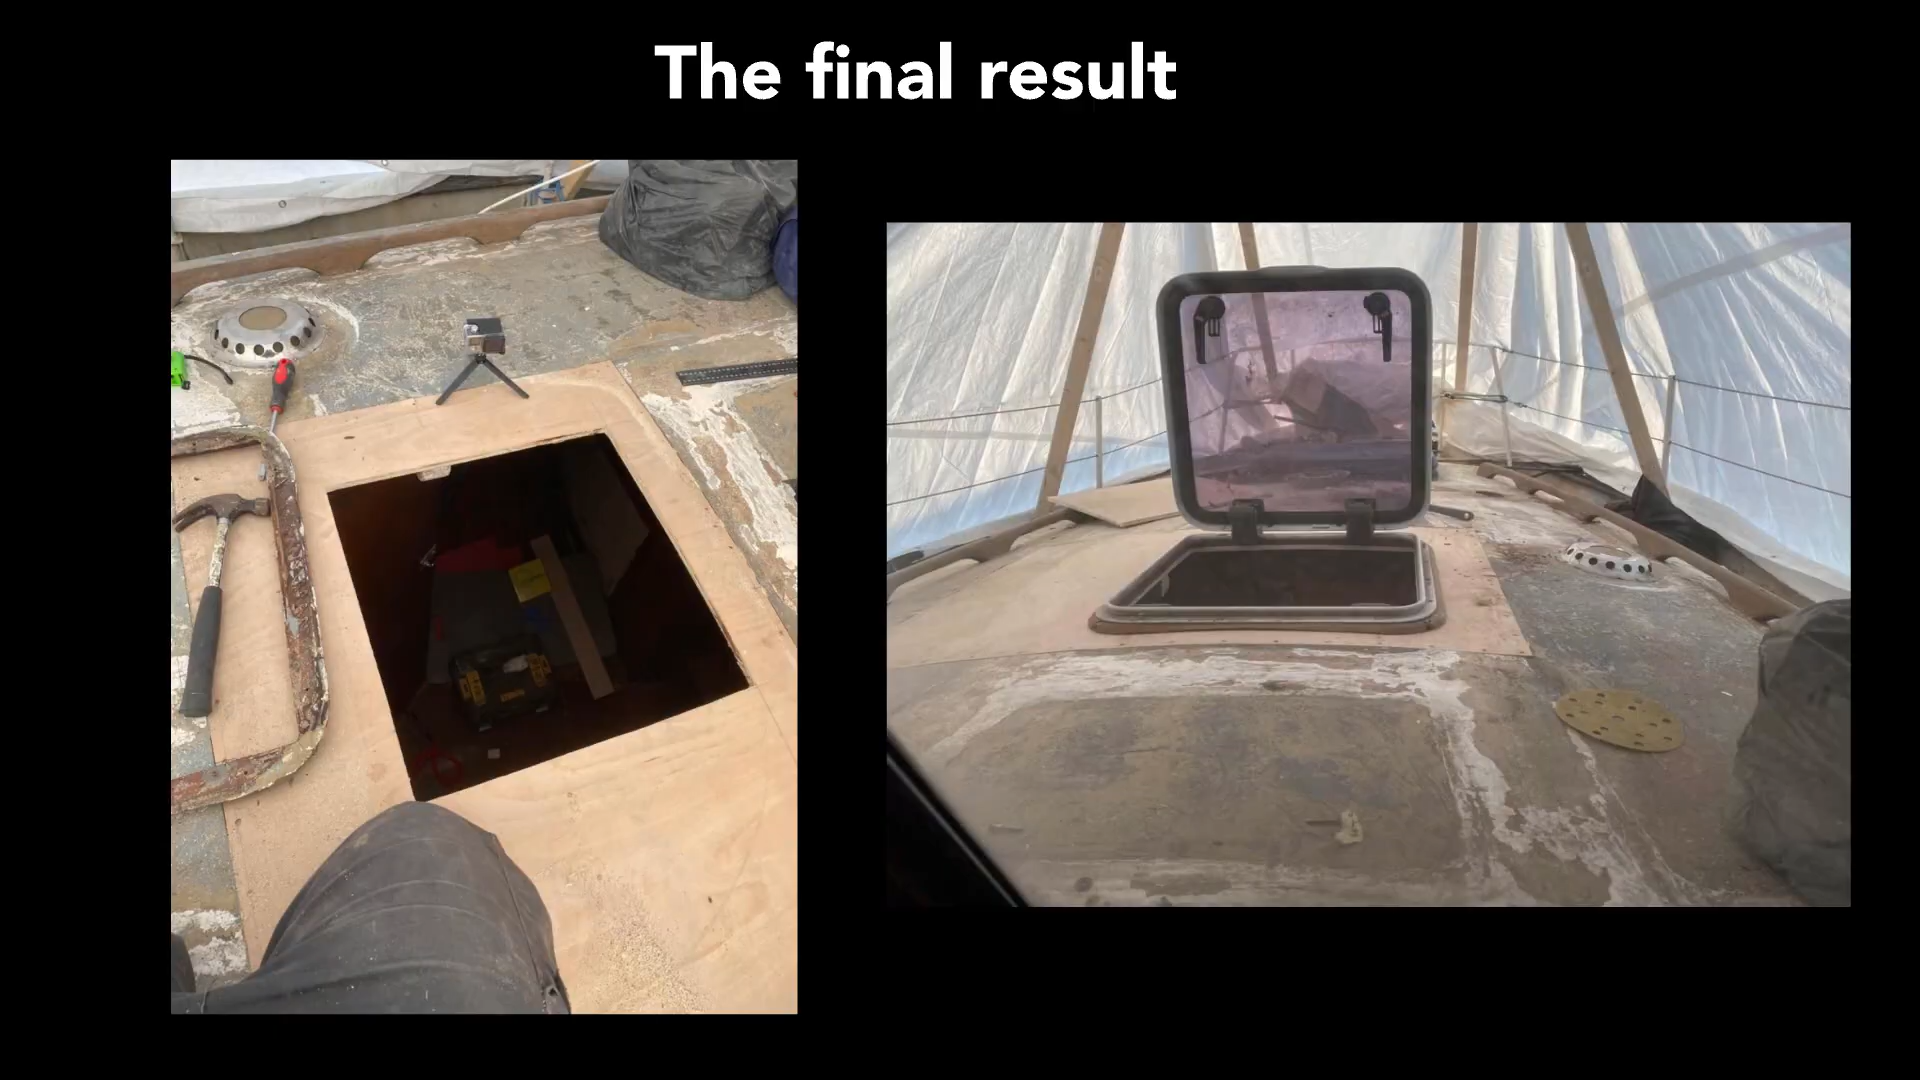 The final result